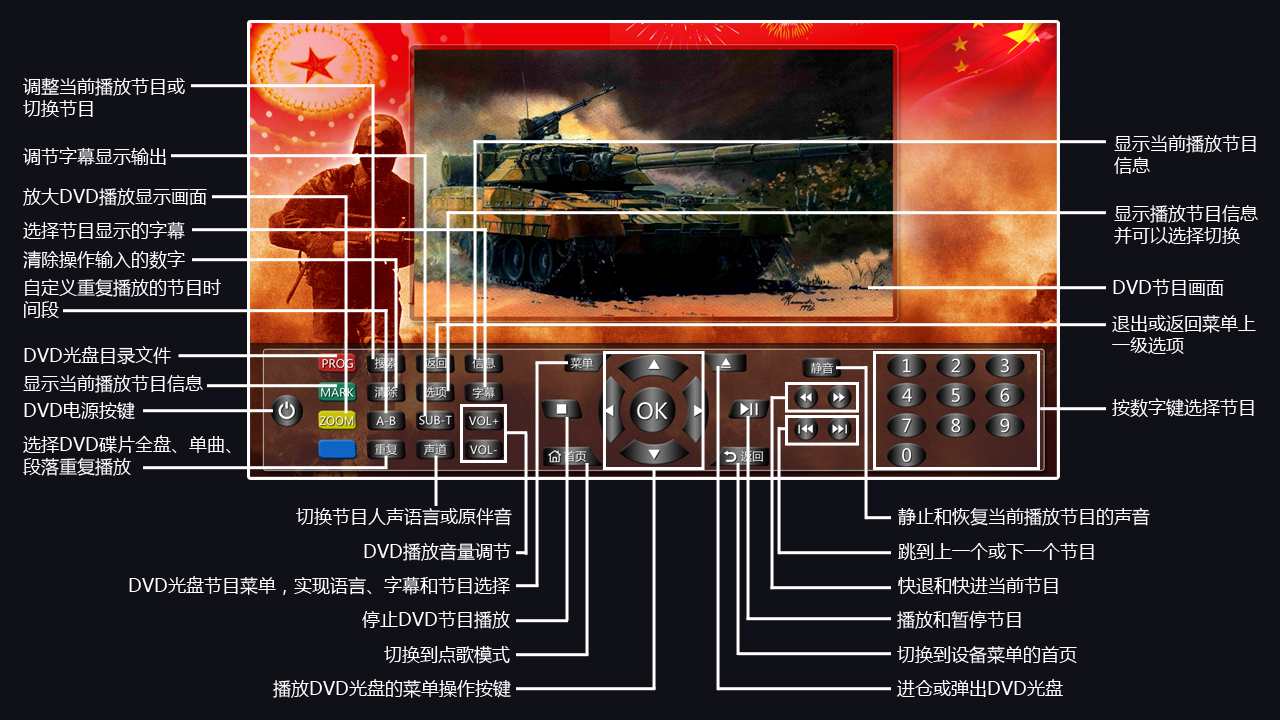 调整当前播放节目或
切换节目
调节字幕显示输出
放大DVD播放显示画面
选择节目显示的字幕
清除操作输入的数字
自定义重复播放的节目时
间段
DVD光盘目录文件
显示当前播放节目信息
DVD电源按键
选择DVD碟片全盘、单曲、
段落重复播放
显示当前播放节目
信息
显示播放节目信息
并可以选择切换
DVD节目画面
退出或返回菜单上
一级选项
按数字键选择节目
1992
PROG 搜索 返回 信息
MARK 清除 选项 字幕
ZOOM A-B SUB-T VOL+
重复 声道 VOL-
菜单
OK
首页
静音
返回
1 2 3
4 5 6
7 8 9
0
切换节目人声语言或原伴音
DVD播放音量调节
DVD光盘节目菜单，实现语言、字幕和节目选择
停止DVD节目播放
切换到点歌模式
播放DVD光盘的菜单操作按键
静止和恢复当前播放节目的声音
跳到上一个或下一个节目
快退和快进当前节目
播放和暂停节目
切换到设备菜单的首页
进仓或弹出DVD光盘